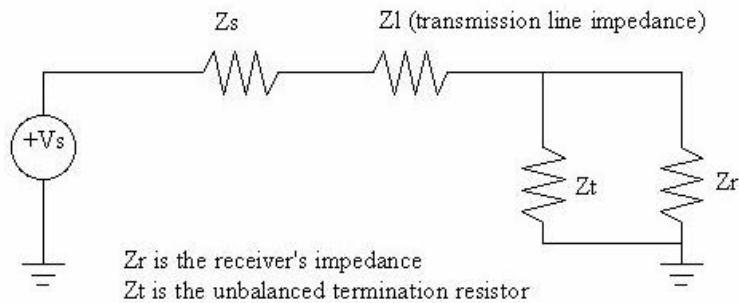 Zs
Zl (transmission line impedance)
+Vs
Zt
Zr
Zr is the receiver's impedance
Zt is the unbalanced termination resistor